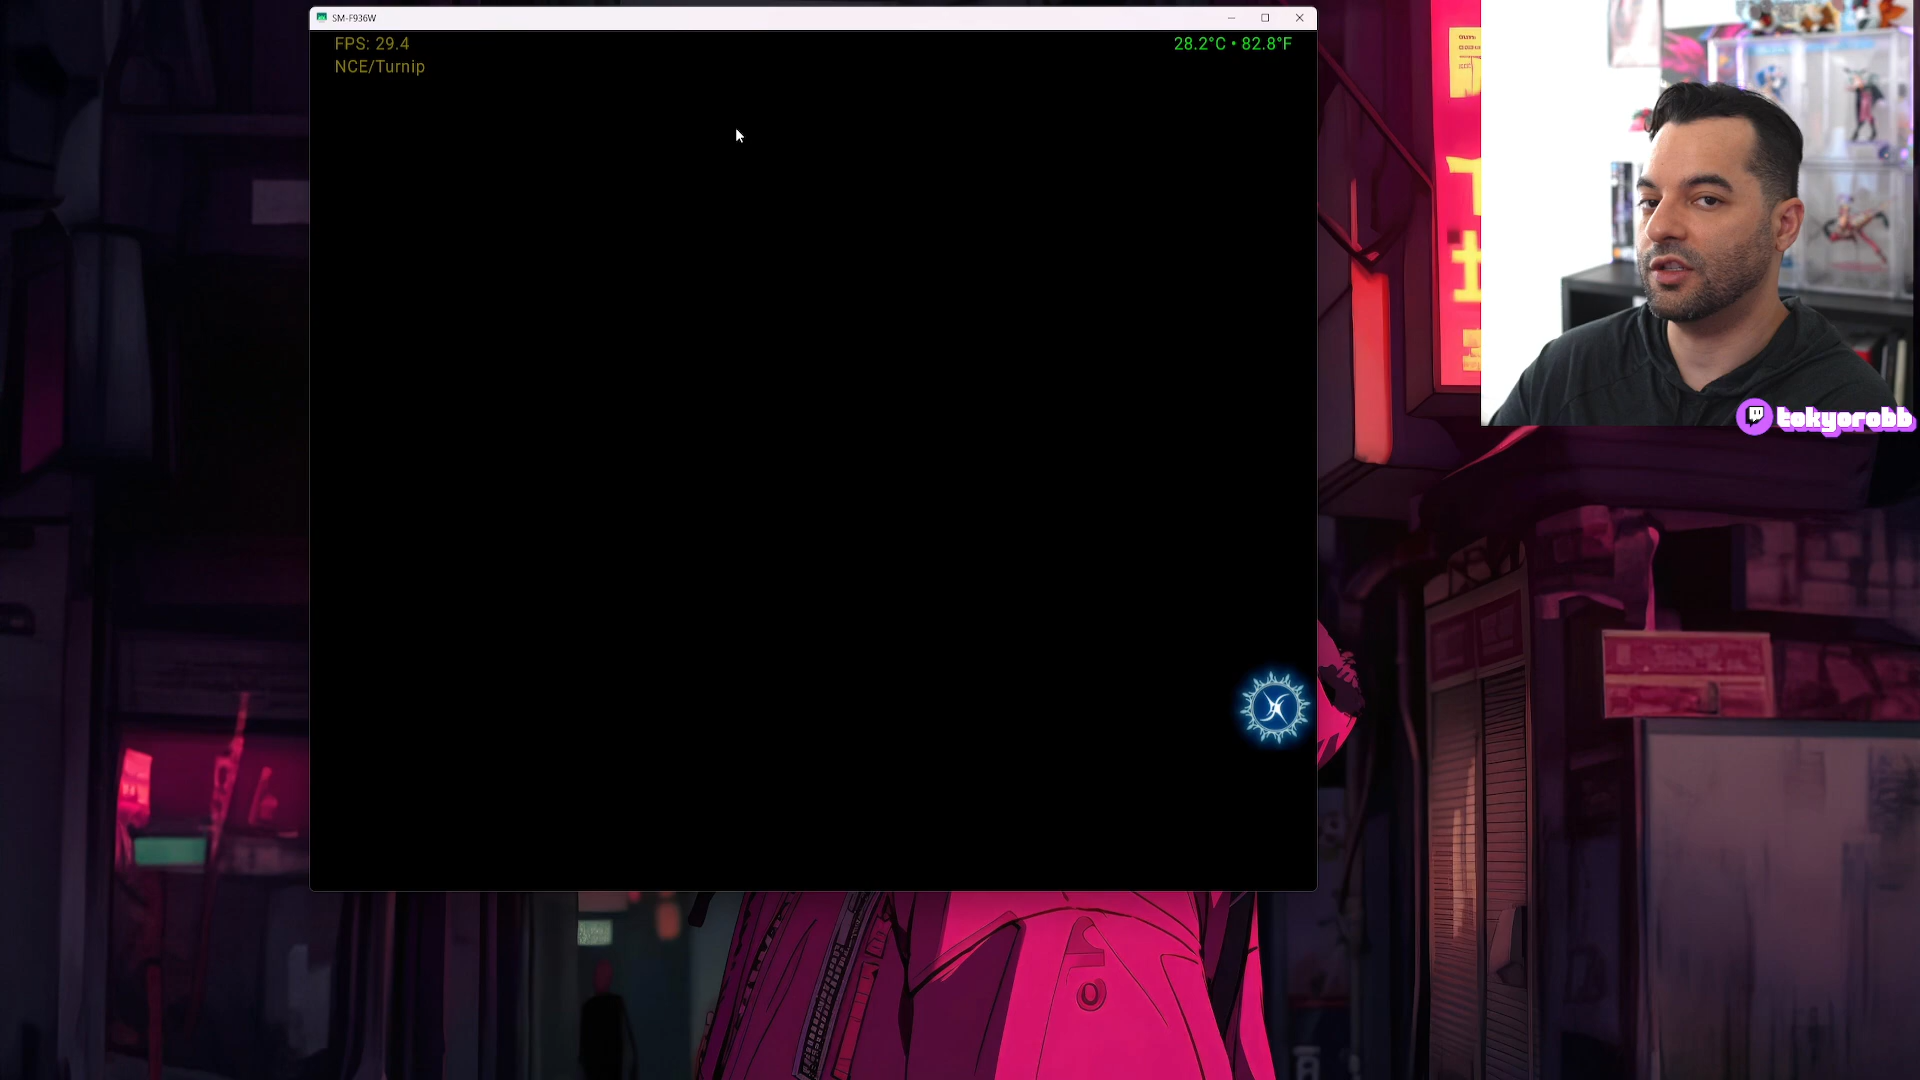 SM-F936W
FPS: 29.4
28.2°C • 82.8°F
NCE/Turnip
tokyorobb